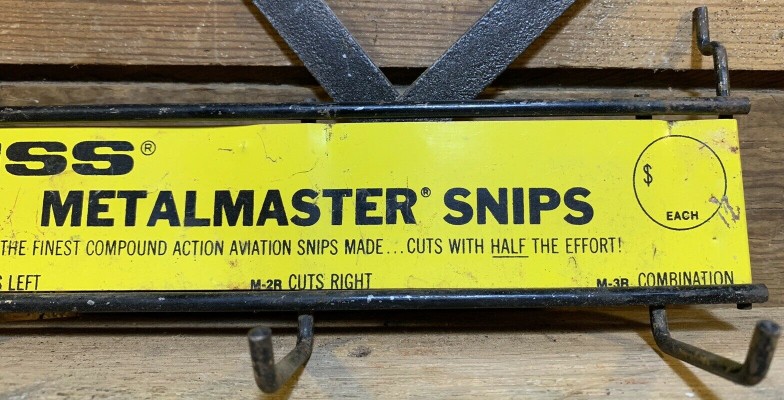 SS®
$
METALMASTER® SNIPS
EACH
THE FINEST COMPOUND ACTION AVIATION SNIPS MADE...CUTS WITH HALF THE EFFORT!
S LEFT M-2R CUTS RIGHT M-3R COMBINATION